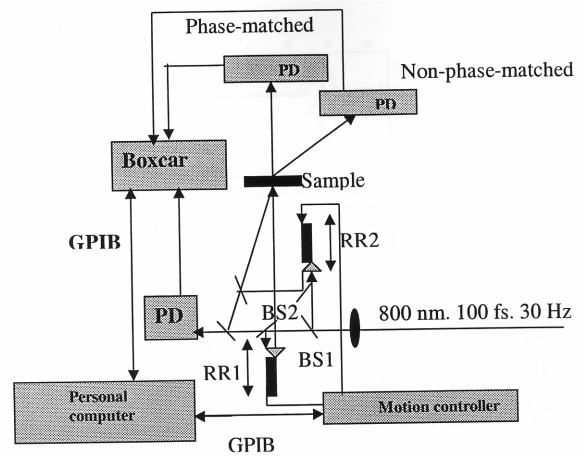 Phase-matched
PD
Non-phase-matched
PD
Boxcar
Sample
GPIB
RR2
PD
BS2
800 nm. 100 fs. 30 Hz
RR1
BS1
Personal
computer
Motion controller
GPIB